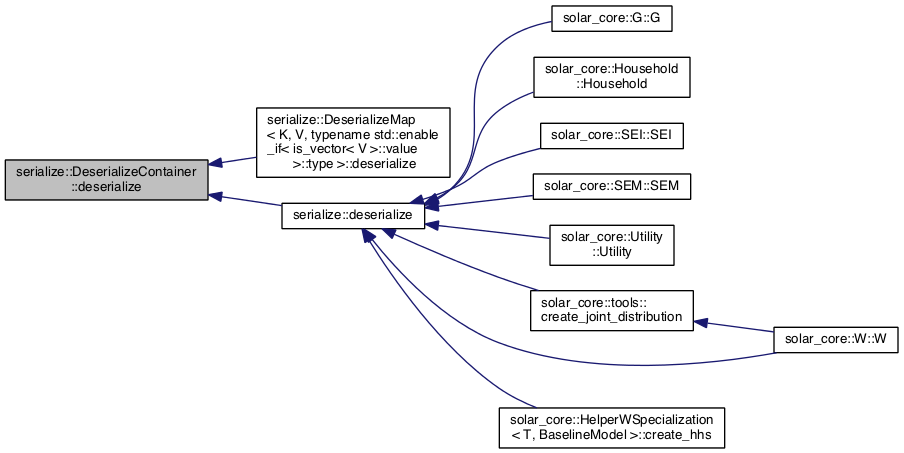 serialize::DeserializeContainer
::deserialize
serialize::DeserializeMap
< K, V, typename std::enable
_if< is_vector< V >::value
>::type >::deserialize
serialize::deserialize
solar_core::G::G
solar_core::Household
::Household
solar_core::SEI::SEI
solar_core::SEM::SEM
solar_core::Utility
::Utility
solar_core::tools::
create_joint_distribution
solar_core::W::W
solar_core::HelperWSpecialization
< T, BaselineModel >::create_hhs